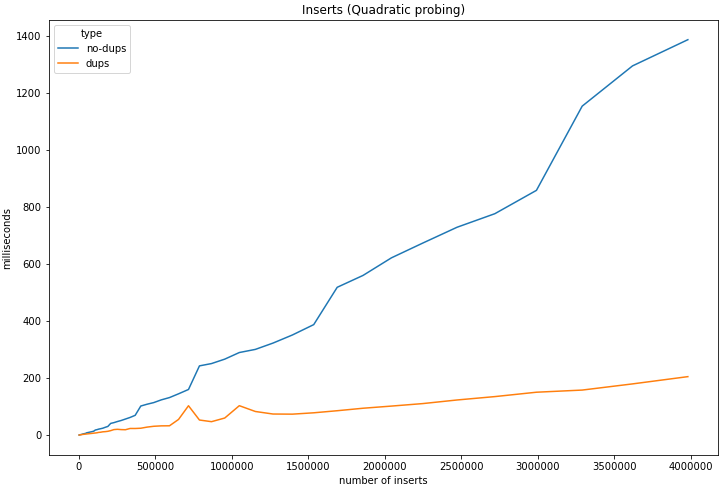 Inserts (Quadratic probing)
type
no-dups
dups
milliseconds
1400
1200
1000
800
600
400
200
0
0 500000 1000000 1500000 2000000 2500000 3000000 3500000 4000000
number of inserts